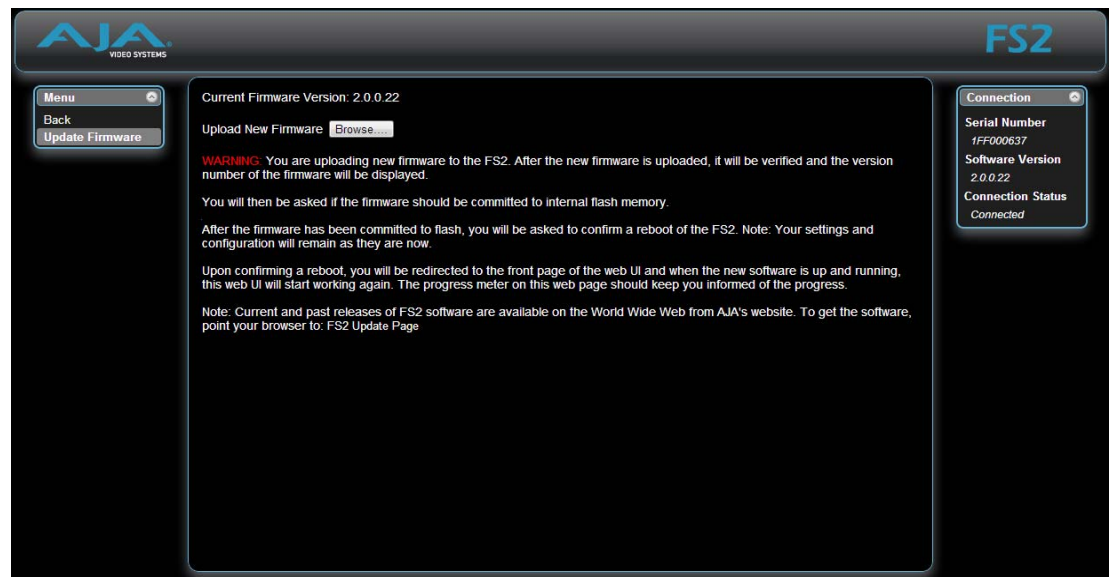 AJA
VIDEO SYSTEMS
FS2
Menu
Back
Update Firmware
Current Firmware Version: 2.0.0.22
Upload New Firmware Browse....
WARNING: You are uploading new firmware to the FS2. After the new firmware is uploaded, it will be verified and the version
number of the firmware will be displayed.
You will then be asked if the firmware should be committed to internal flash memory.
After the firmware has been committed to flash, you will be asked to confirm a reboot of the FS2. Note: Your settings and
configuration will remain as they are now.
Upon confirming a reboot, you will be redirected to the front page of the web UI and when the new software is up and running,
this web UI will start working again. The progress meter on this web page should keep you informed of the progress.
Note: Current and past releases of FS2 software are available on the World Wide Web from AJA's website. To get the software,
point your browser to: FS2 Update Page
Connection
Serial Number
1FF000637
Software Version
2.0.0.22
Connection Status
Connected